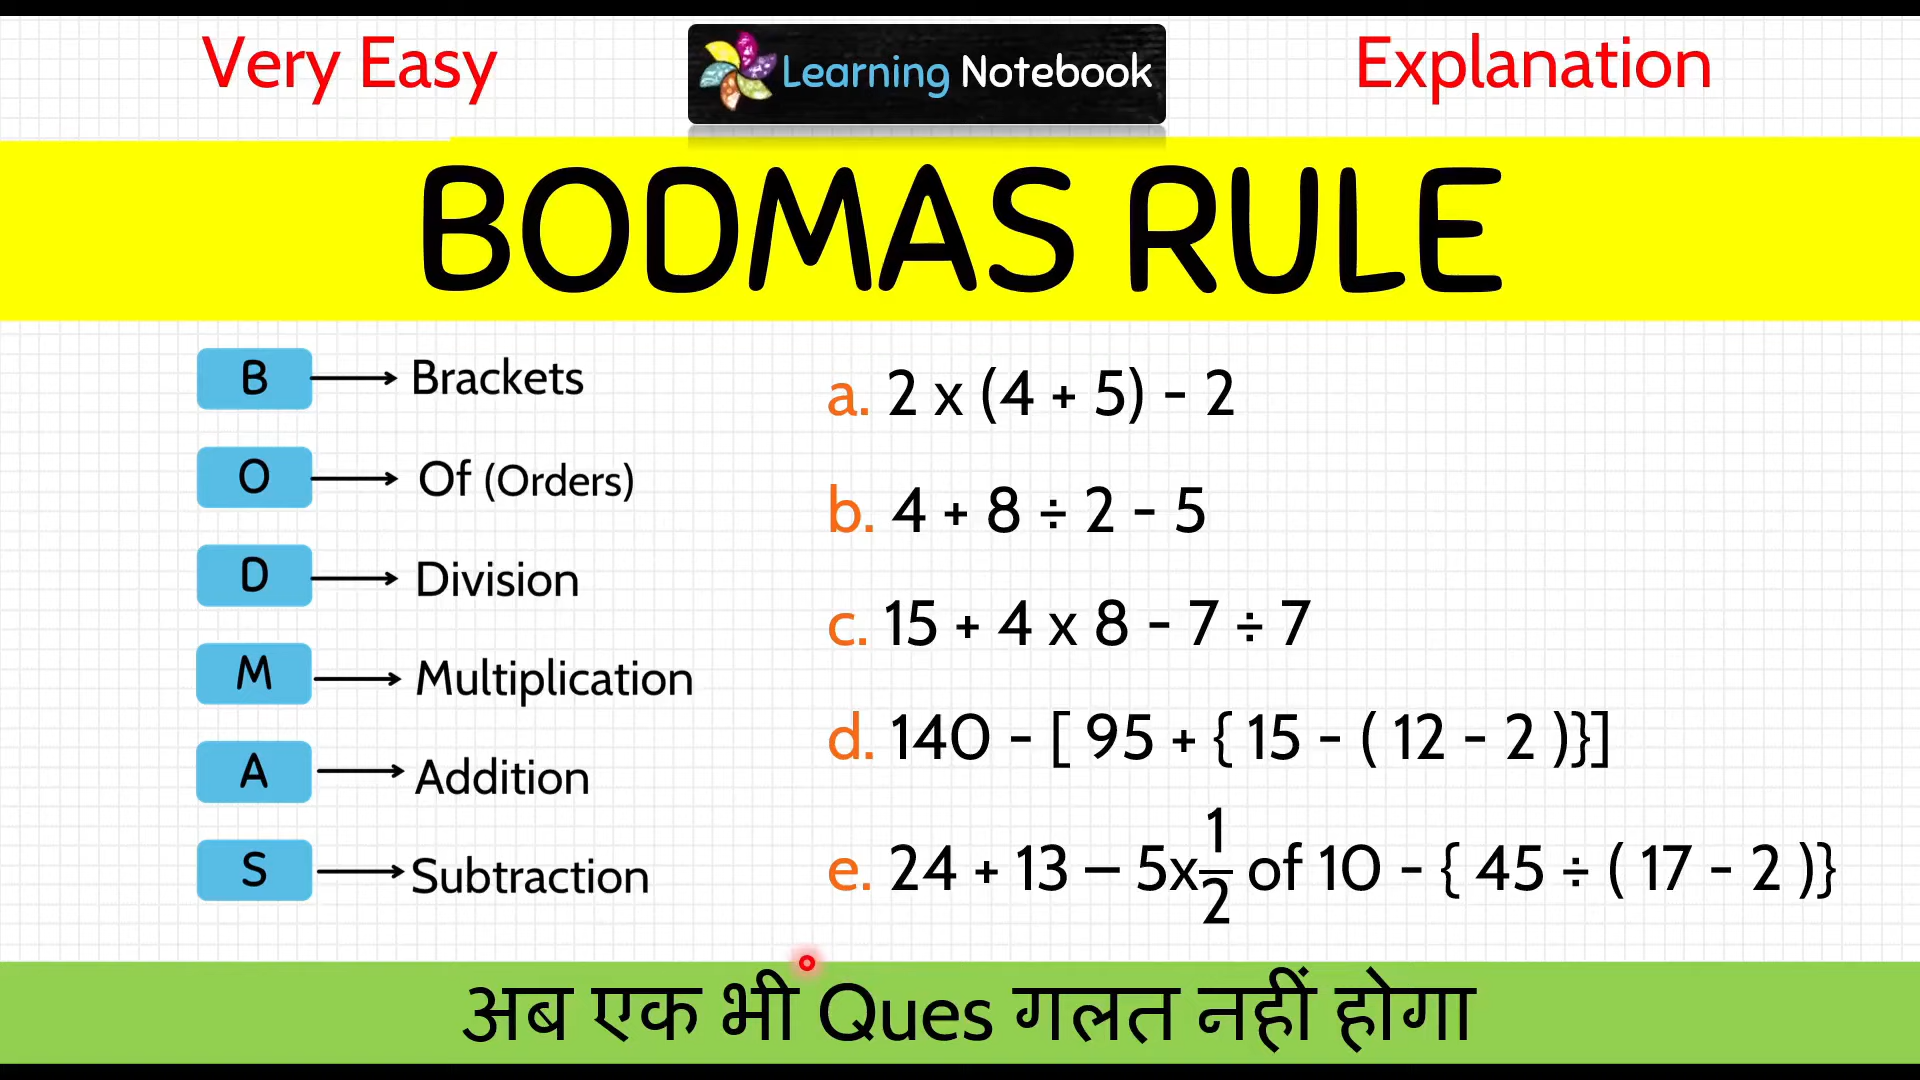 Very Easy
Learning Notebook
Explanation
BODMAS RULE
B → Brackets
O → Of (Orders)
D → Division
M → Multiplication
A → Addition
S → Subtraction
a. 2 x (4 + 5) - 2
b. 4 + 8 ÷ 2 - 5
c. 15 + 4 x 8 - 7 ÷ 7
d. 140 - [ 95 + { 15 - ( 12 - 2 )}]
e. 24 + 13 – 5x1/2 of 10 - { 45 ÷ ( 17 - 2 )}
अब एक भी Ques गलत नहीं होगा